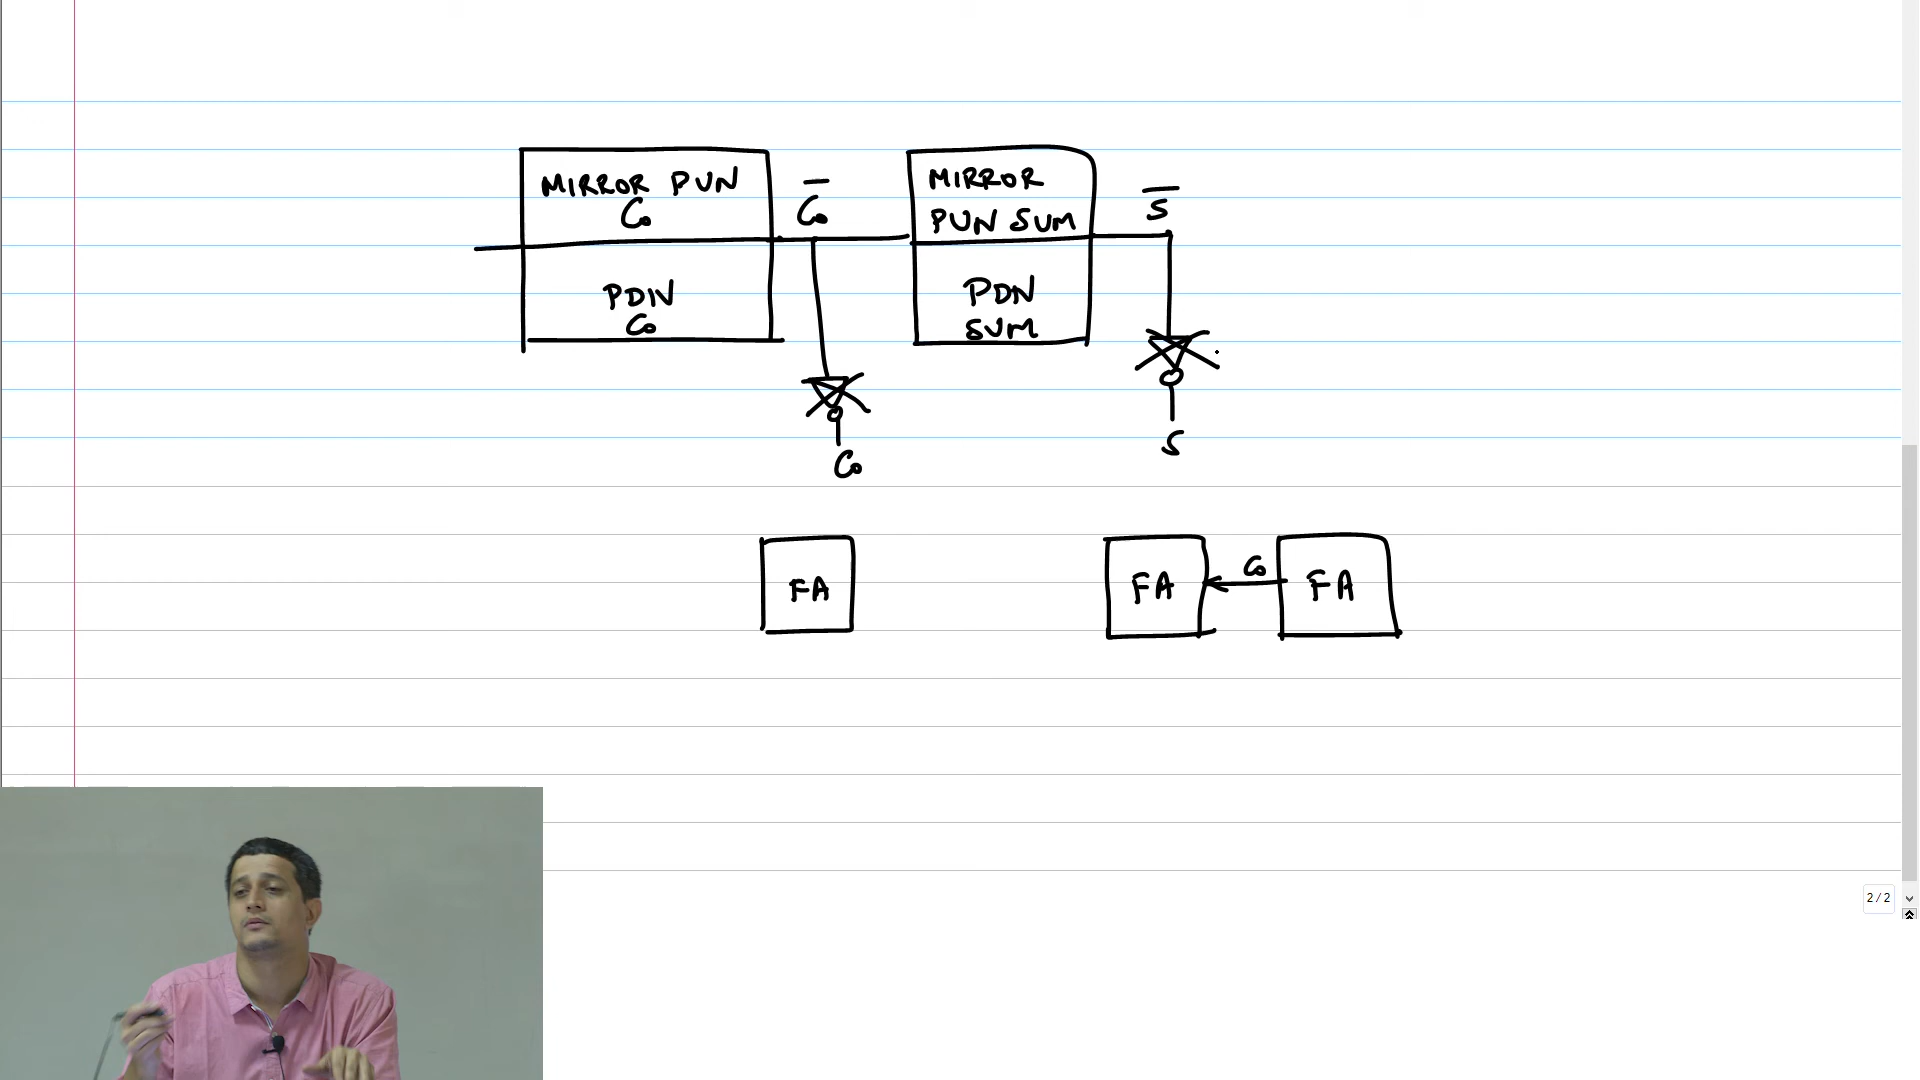 MIRROR PUN
Co
PDN
Co
C̅o̅
MIRROR
PUN SUM
PDN
SUM
S̅
Co
S
FA
FA
Co
FA
2/2